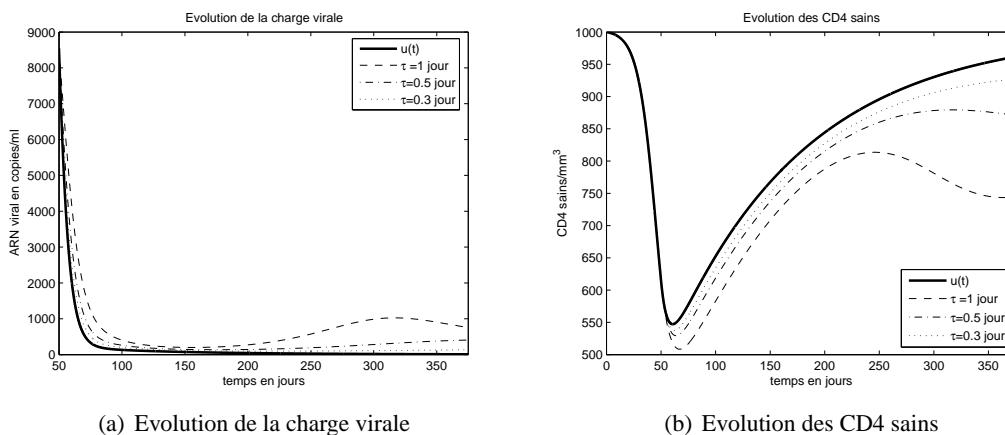 Evolution de la charge virale
9000
8000
7000
6000
5000
4000
3000
2000
1000
0
ARN viral en copies/ml
50 100 150 200 250 300 350
temps en jours
u(t)
τ =1 jour
τ=0.5 jour
τ=0.3 jour
(a) Evolution de la charge virale
Evolution des CD4 sains
1000
950
900
850
800
750
700
650
600
550
500
CD4 sains/mm³
0 50 100 150 200 250 300 350
temps en jours
u(t)
τ =1 jour
τ=0.5 jour
τ=0.3 jour
(b) Evolution des CD4 sains